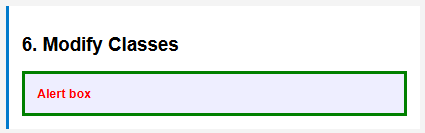 6. Modify Classes
Alert box